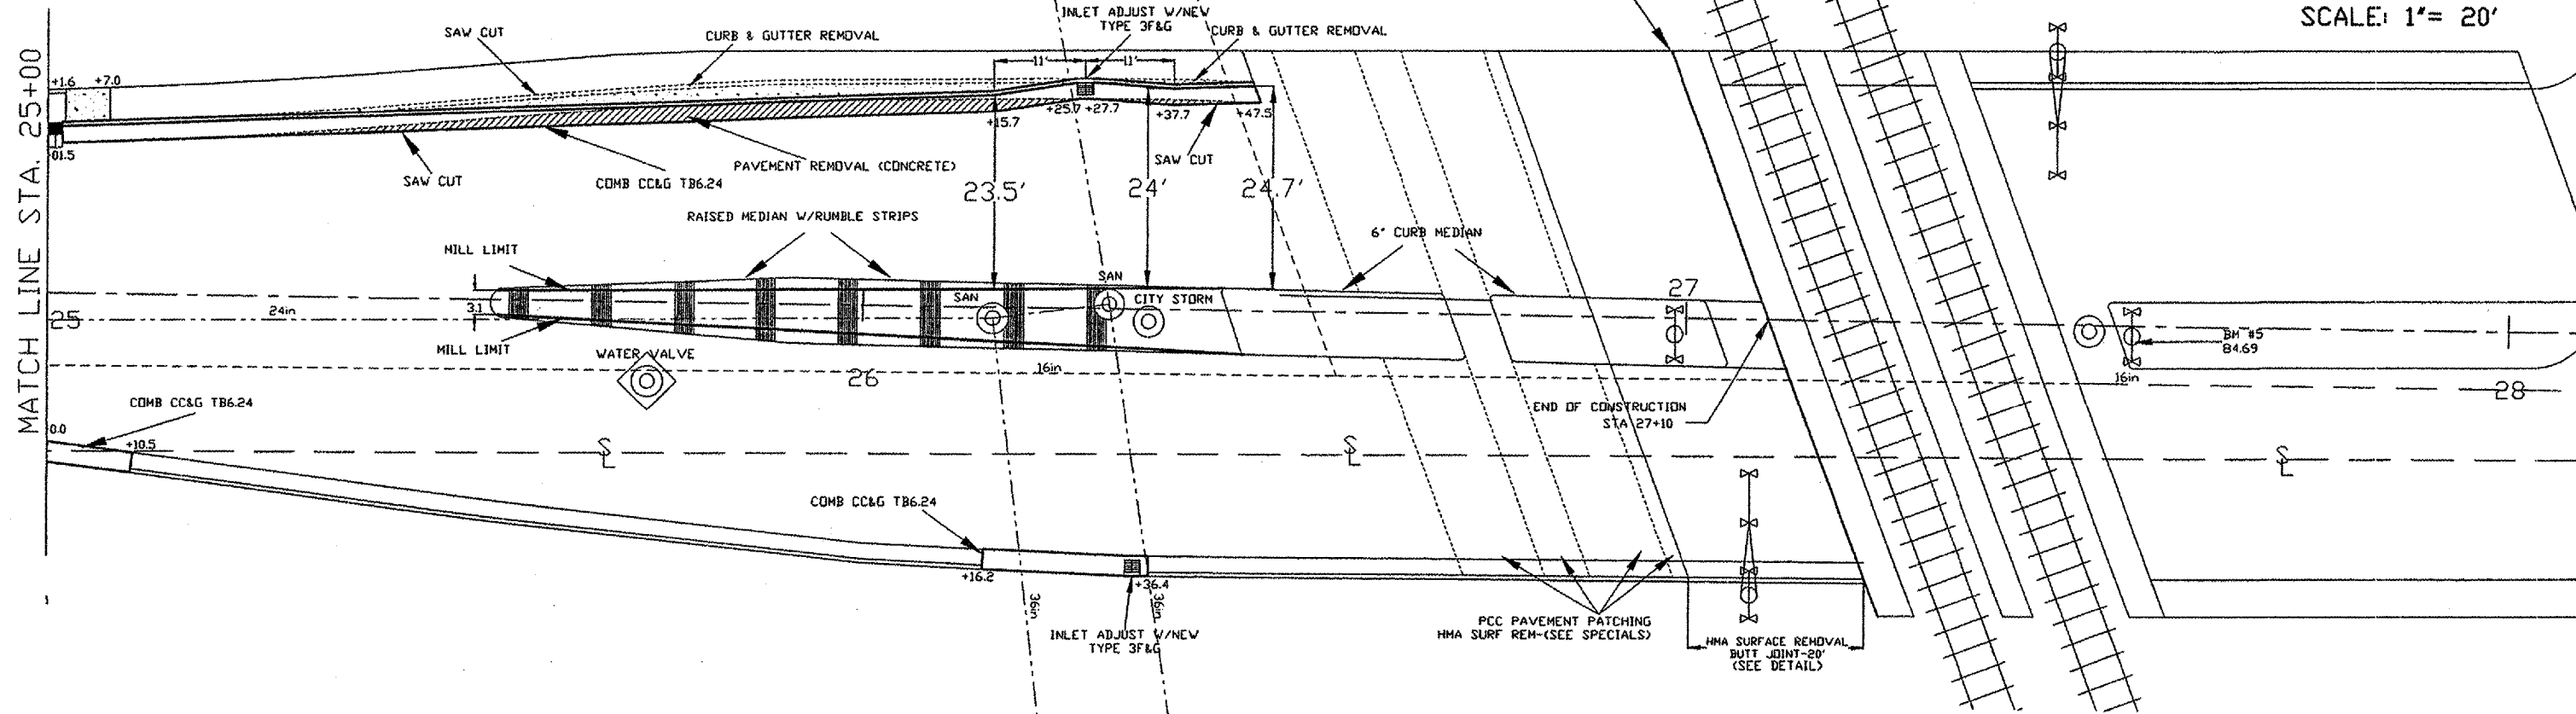 SCALE: 1"= 20'
INLET ADJUST W/NEW
TYPE 3F&G
SAW CUT
CURB & GUTTER REMOVAL
CURB & GUTTER REMOVAL
11'
11'
+1.6
+7.0
MATCH LINE STA. 25+00
+15.7
+25.7
+27.7
+37.7
+47.5
01.5
SAW CUT
COMB CC&G TB6.24
PAVEMENT REMOVAL (CONCRETE)
SAW CUT
23.5'
24'
24.7'
RAISED MEDIAN W/RUMBLE STRIPS
6" CURB MEDIAN
MILL LIMIT
SAN
SAN
CITY STORM
27
25
24in
3.1
MILL LIMIT
WATER VALVE
26
16in
BM #5
84.69
16in
28
COMB CC&G TB6.24
END OF CONSTRUCTION
STA 27+10
0.0
+10.5
COMB CC&G TB6.24
+16.2
+36.4
36in
36in
INLET ADJUST W/NEW
TYPE 3F&G
PCC PAVEMENT PATCHING
HMA SURF REM-(SEE SPECIALS)
HMA SURFACE REMOVAL
BUTT JOINT-20'
(SEE DETAIL)